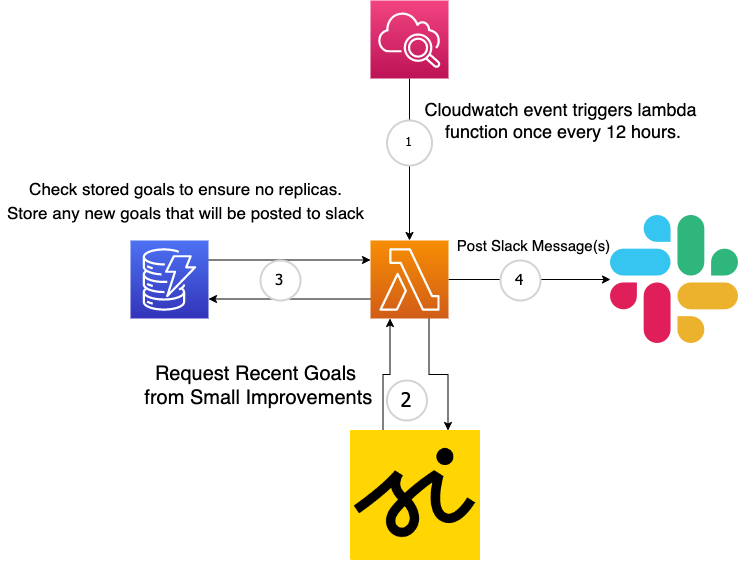 Cloudwatch event triggers lambda
function once every 12 hours.
1
Check stored goals to ensure no replicas.
Store any new goals that will be posted to slack
Post Slack Message(s)
3
4
Request Recent Goals
from Small Improvements
2
si